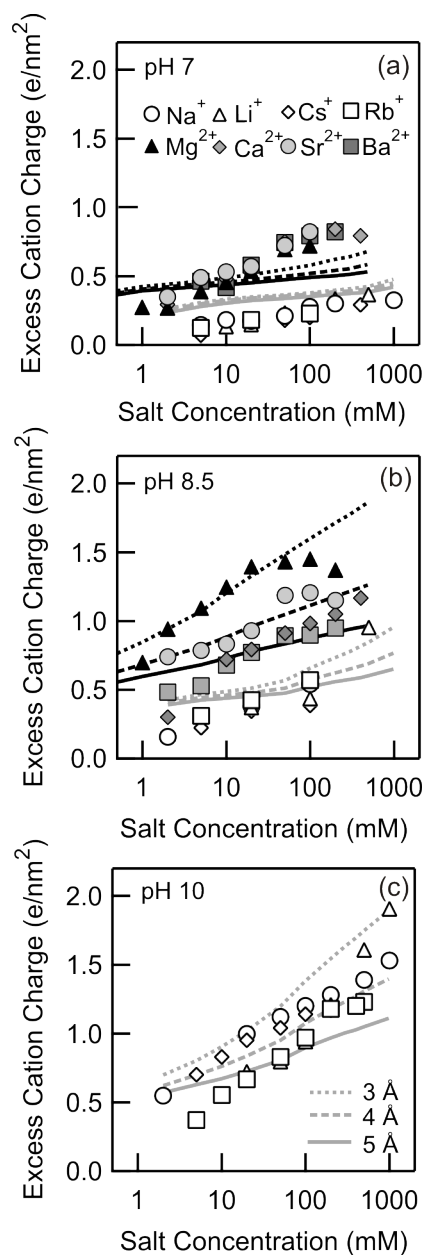 Excess Cation Charge (e/nm²)
2.0
1.5
1.0
0.5
0.0
pH 7
(a)
Na⁺ Li⁺ Cs⁺ Rb⁺
Mg²⁺ Ca²⁺ Sr²⁺ Ba²⁺
1 10 100 1000
Salt Concentration (mM)
Excess Cation Charge (e/nm²)
2.0
1.5
1.0
0.5
0.0
pH 8.5
(b)
1 10 100 1000
Salt Concentration (mM)
Excess Cation Charge (e/nm²)
2.0
1.5
1.0
0.5
0.0
pH 10
(c)
3 Å
4 Å
5 Å
1 10 100 1000
Salt Concentration (mM)